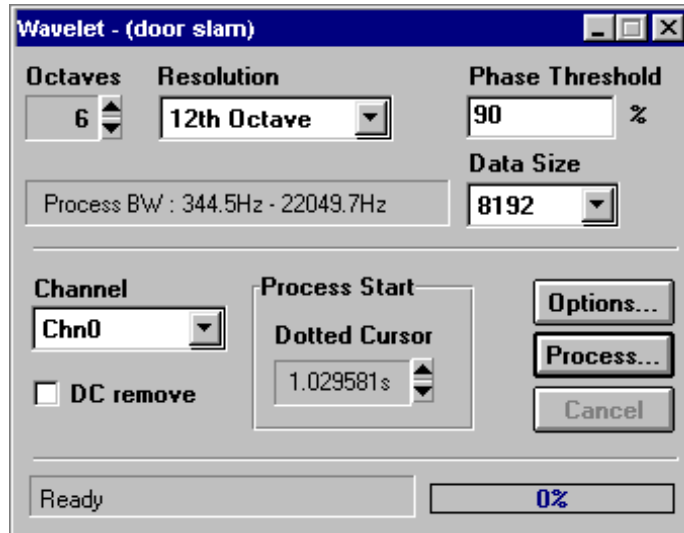 Wavelet - (door slam)
Octaves
Resolution
Phase Threshold
6
12th Octave
90
%
Data Size
Process BW : 344.5Hz - 22049.7Hz
8192
Channel
Process Start
Chn0
Dotted Cursor
Options...
1.029581s
Process...
DC remove
Cancel
Ready
0%